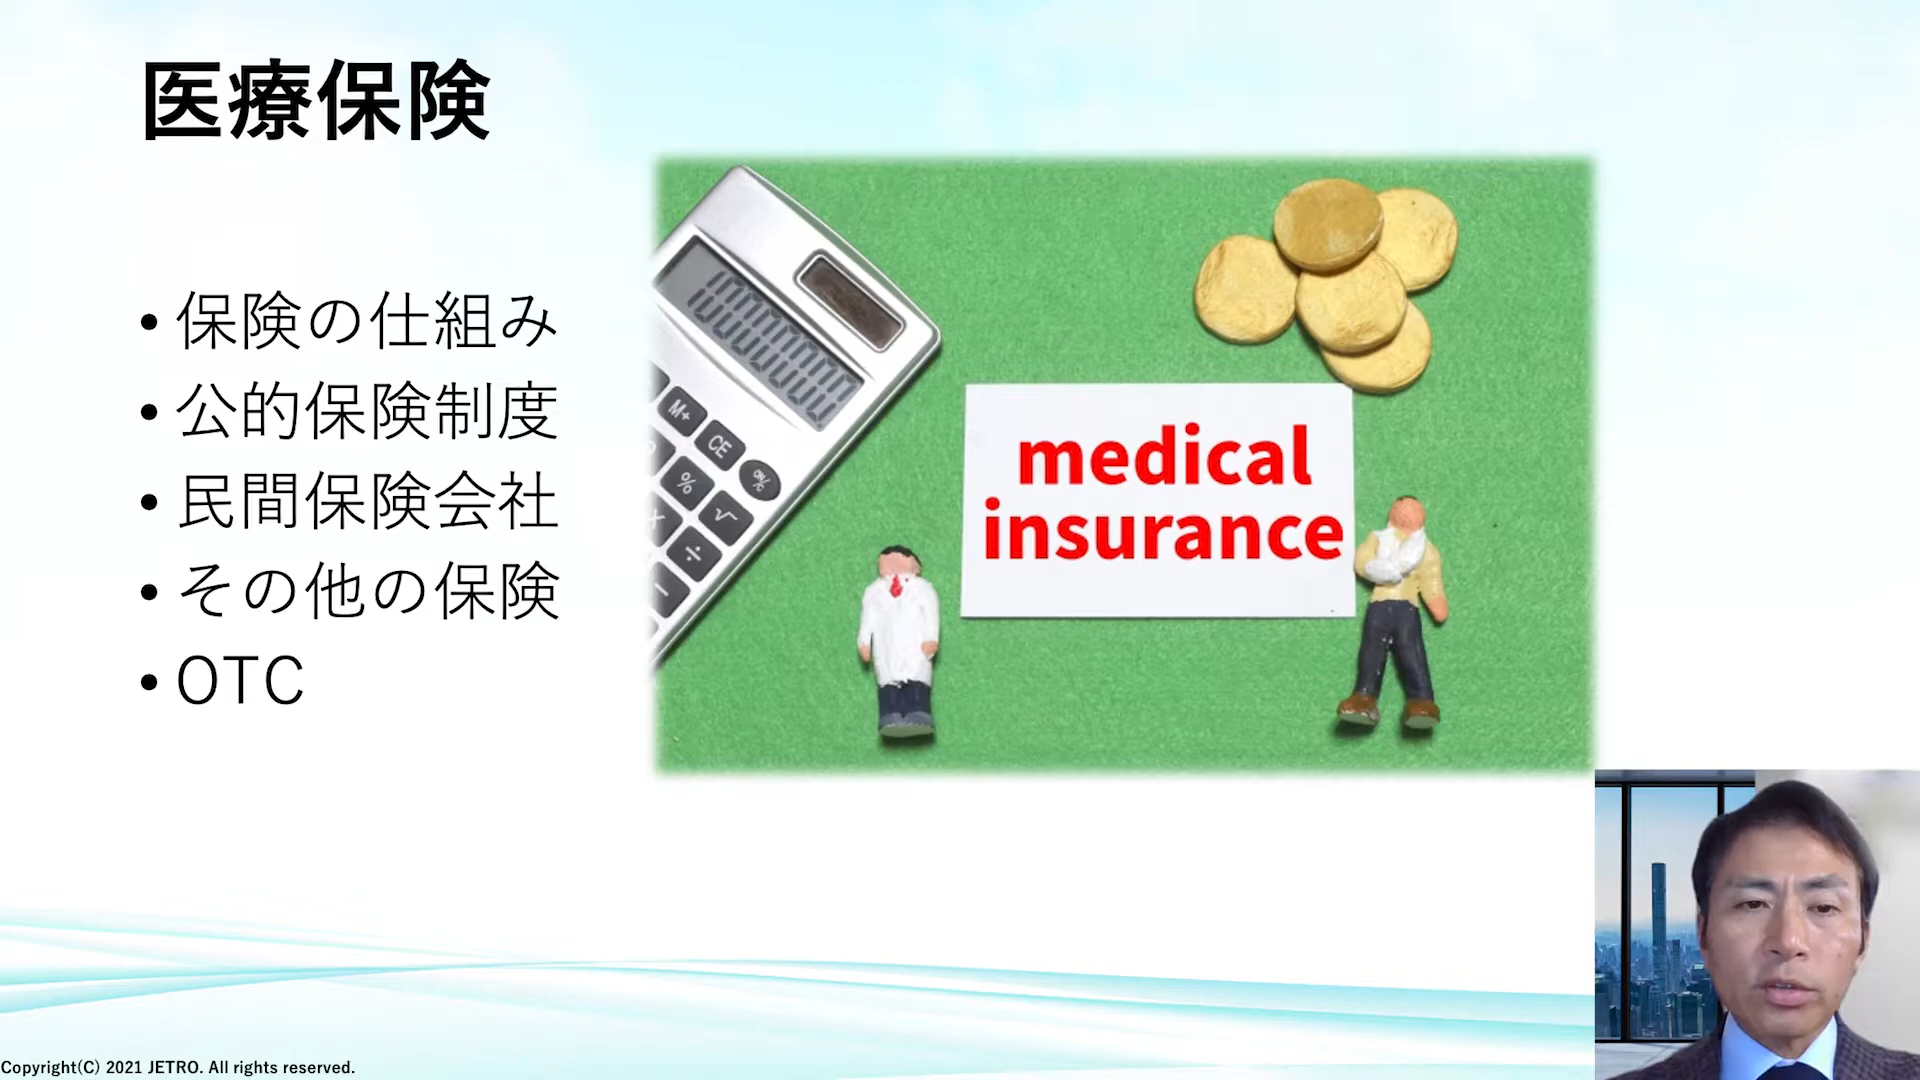 医療保険
• 保険の仕組み
• 公的保険制度
• 民間保険会社
• その他の保険
• OTC
M+
CE
%
√
÷
medical
insurance
Copyright(C) 2021 JETRO. All rights reserved.